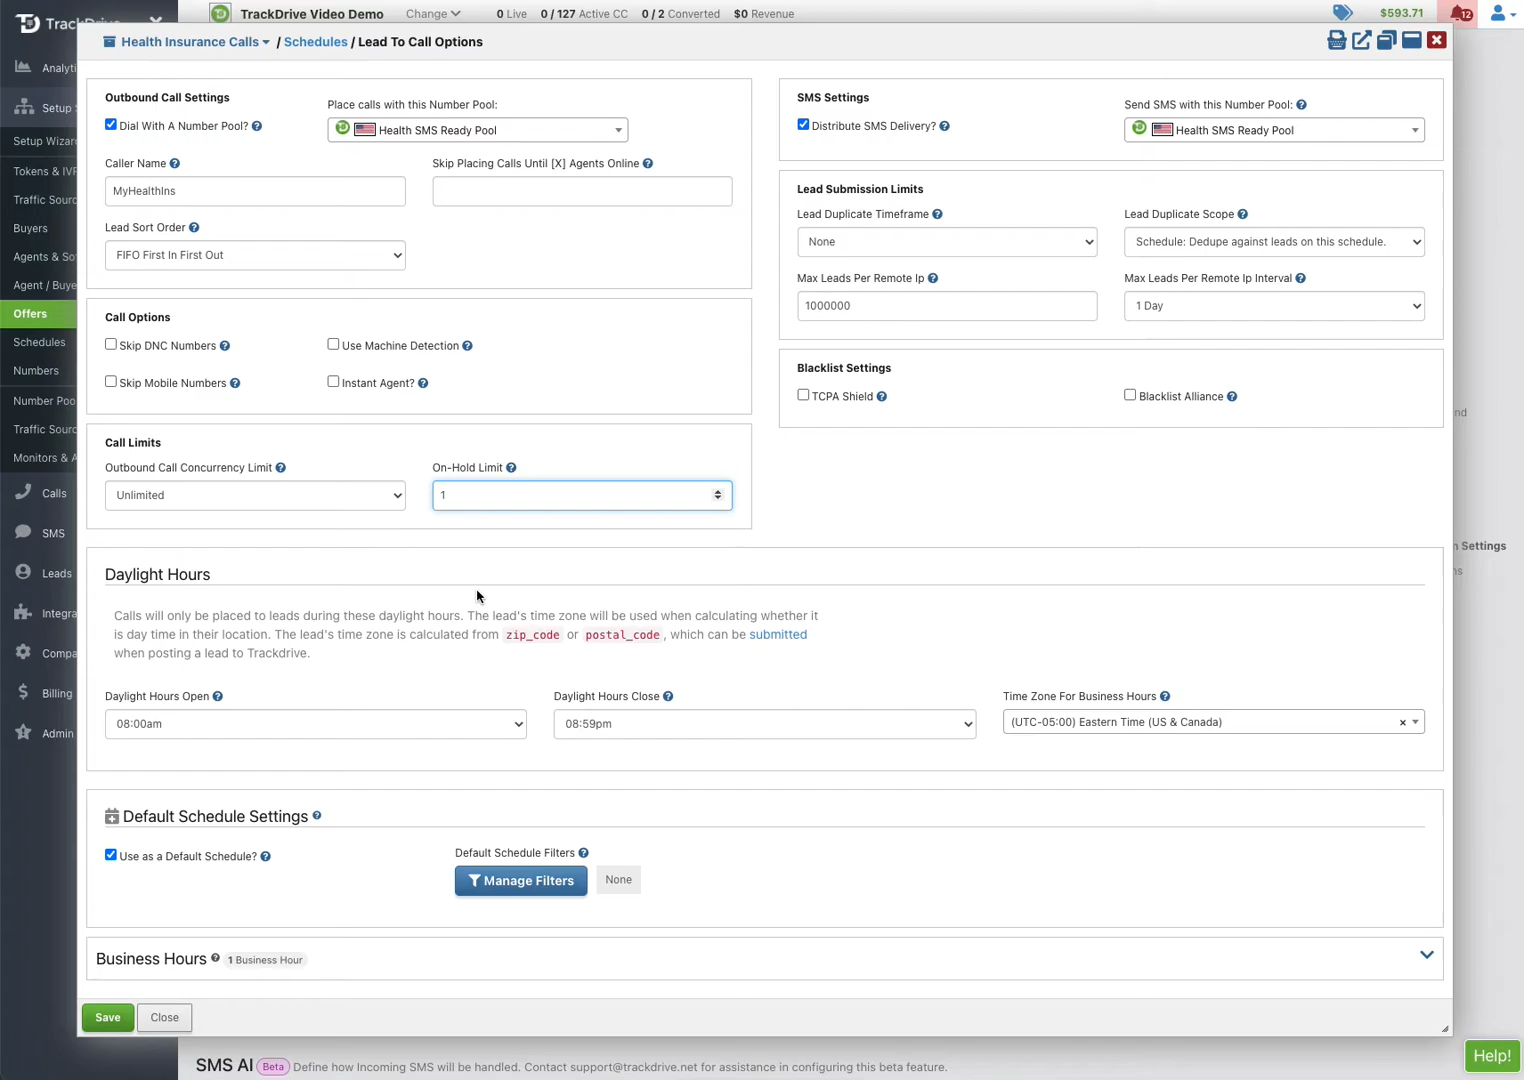 TrackDrive
TrackDrive Video Demo
Change
0 Live
0 / 127 Active CC
0 / 2 Converted
$0 Revenue
$593.71
12
Health Insurance Calls / Schedules / Lead To Call Options
Analyti
Setup
Setup Wizar
Tokens & IVF
Traffic Sourc
Buyers
Agents & So
Agent / Buye
Offers
Schedules
Numbers
Number Poo
Traffic Sourc
Monitors & A
Calls
SMS
Leads
Integra
Compa
Billing
Admin
Outbound Call Settings
Dial With A Number Pool?
Place calls with this Number Pool:
Health SMS Ready Pool
Caller Name
MyHealthIns
Skip Placing Calls Until [X] Agents Online
Lead Sort Order
FIFO First In First Out
Call Options
Skip DNC Numbers
Use Machine Detection
Skip Mobile Numbers
Instant Agent?
Call Limits
Outbound Call Concurrency Limit
Unlimited
On-Hold Limit
1
SMS Settings
Distribute SMS Delivery?
Send SMS with this Number Pool:
Health SMS Ready Pool
Lead Submission Limits
Lead Duplicate Timeframe
None
Lead Duplicate Scope
Schedule: Dedupe against leads on this schedule.
Max Leads Per Remote Ip
1000000
Max Leads Per Remote Ip Interval
1 Day
Blacklist Settings
TCPA Shield
Blacklist Alliance
nd
n Settings
ns
Daylight Hours
Calls will only be placed to leads during these daylight hours. The lead's time zone will be used when calculating whether it
is day time in their location. The lead's time zone is calculated from zip_code or postal_code, which can be submitted
when posting a lead to Trackdrive.
Daylight Hours Open
08:00am
Daylight Hours Close
08:59pm
Time Zone For Business Hours
(UTC-05:00) Eastern Time (US & Canada)
Default Schedule Settings
Use as a Default Schedule?
Default Schedule Filters
Manage Filters
None
Business Hours
1 Business Hour
Save
Close
SMS AI Beta Define how Incoming SMS will be handled. Contact support@trackdrive.net for assistance in configuring this beta feature.
Help!